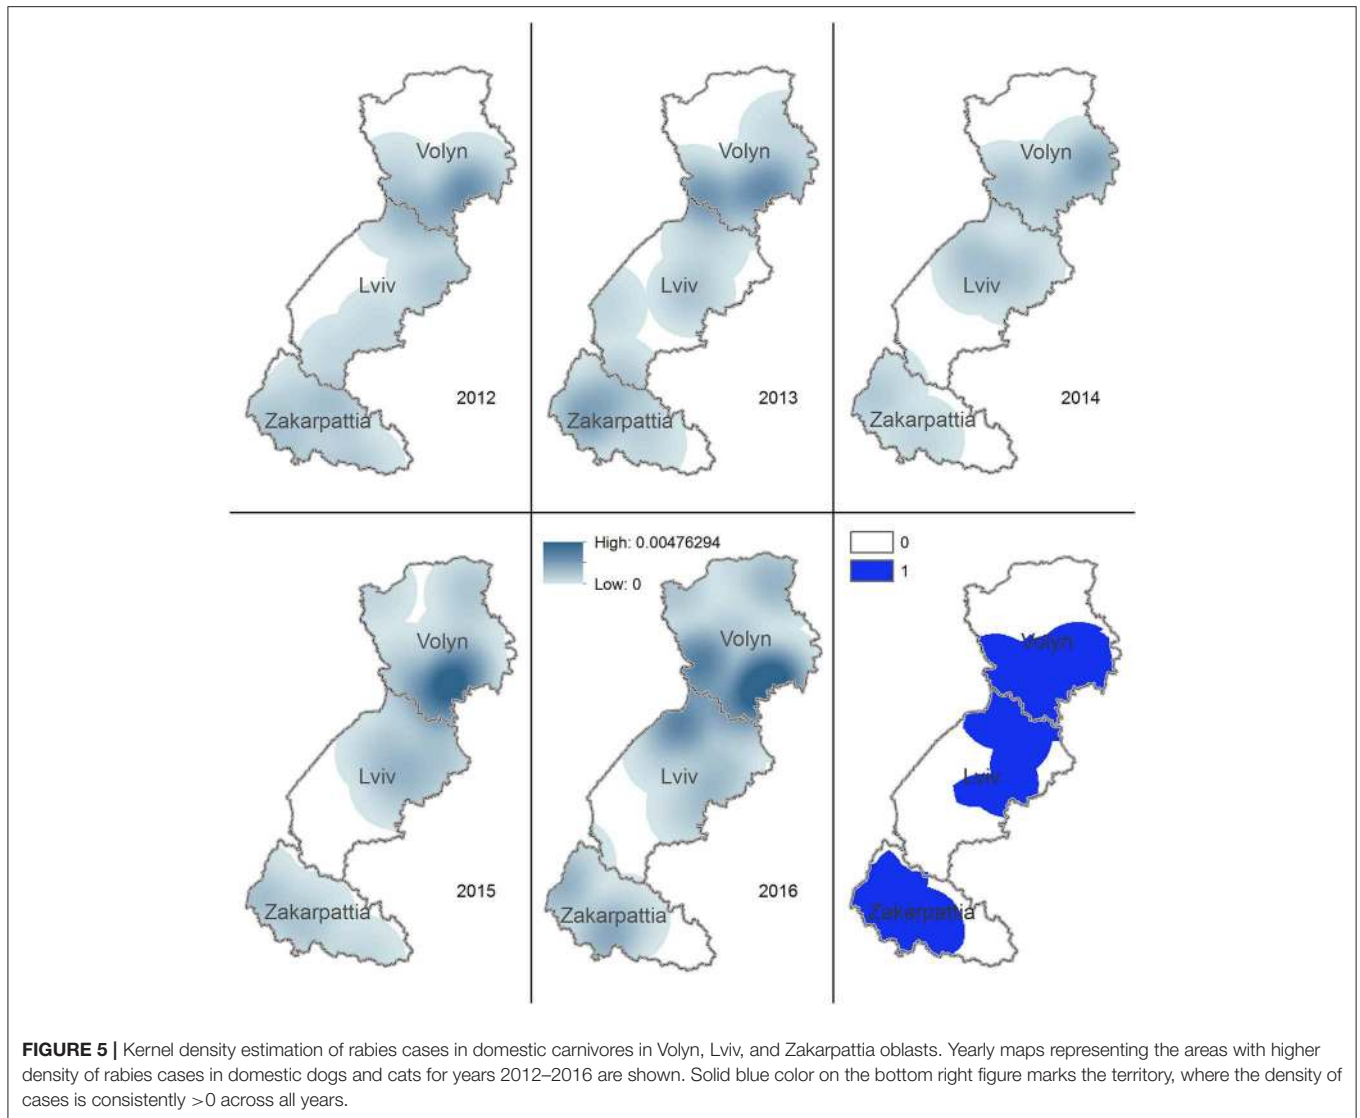 Volyn
Lviv
Zakarpattia
2012
Volyn
Lviv
Zakarpattia
2013
Volyn
Lviv
Zakarpattia
2014
Volyn
Lviv
Zakarpattia
2015
High: 0.00476294
Low: 0
Volyn
Lviv
Zakarpattia
2016
0
1
Volyn
Lviv
Zakarpattia
FIGURE 5 | Kernel density estimation of rabies cases in domestic carnivores in Volyn, Lviv, and Zakarpattia oblasts. Yearly maps representing the areas with higher
density of rabies cases in domestic dogs and cats for years 2012–2016 are shown. Solid blue color on the bottom right figure marks the territory, where the density of
cases is consistently >0 across all years.